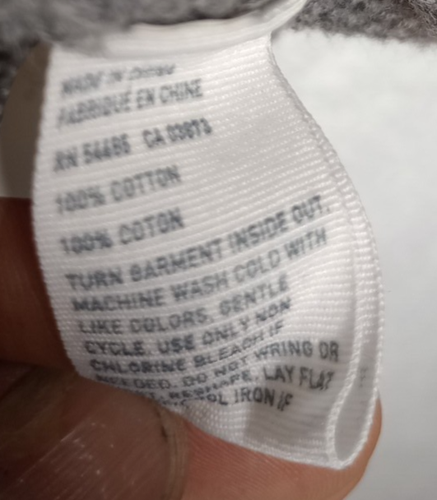 MADE IN CHINA
FABRIQUÉ EN CHINE
RN 54485 CA 03873
100% COTTON
100% COTON
TURN GARMENT INSIDE OUT.
MACHINE WASH COLD WITH
LIKE COLORS, GENTLE
CYCLE. USE ONLY NON
CHLORINE BLEACH IF
NEEDED. DO NOT WRING OR
RESHAPE, LAY FLAT
IRON IF